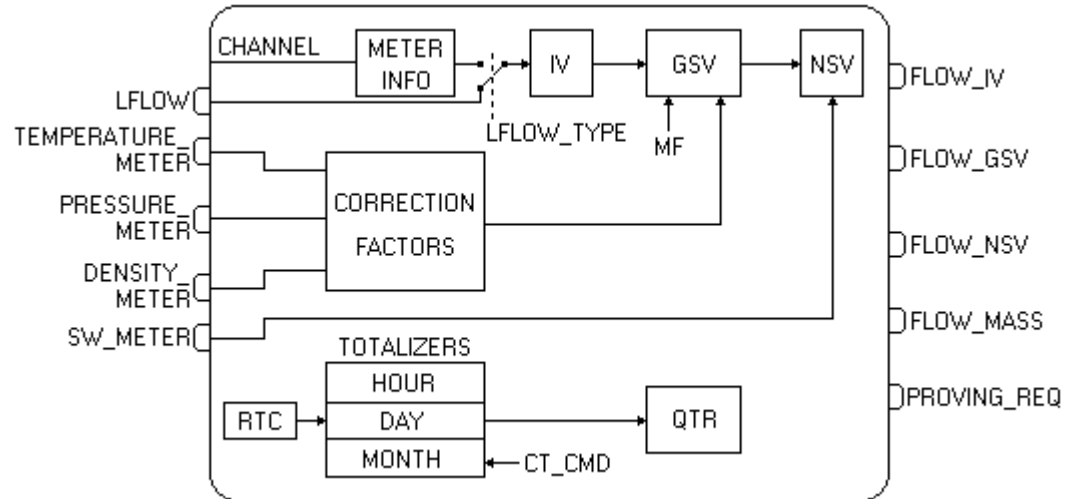 CHANNEL
METER
INFO
IV
GSV
NSV
FLOW_IV
LFLOW
LFLOW_TYPE
MF
TEMPERATURE_
METER
FLOW_GSV
PRESSURE_
METER
CORRECTION
FACTORS
FLOW_NSV
DENSITY_
METER
SW_METER
FLOW_MASS
TOTALIZERS
HOUR
RTC
DAY
QTR
PROVING_REQ
MONTH
CT_CMD